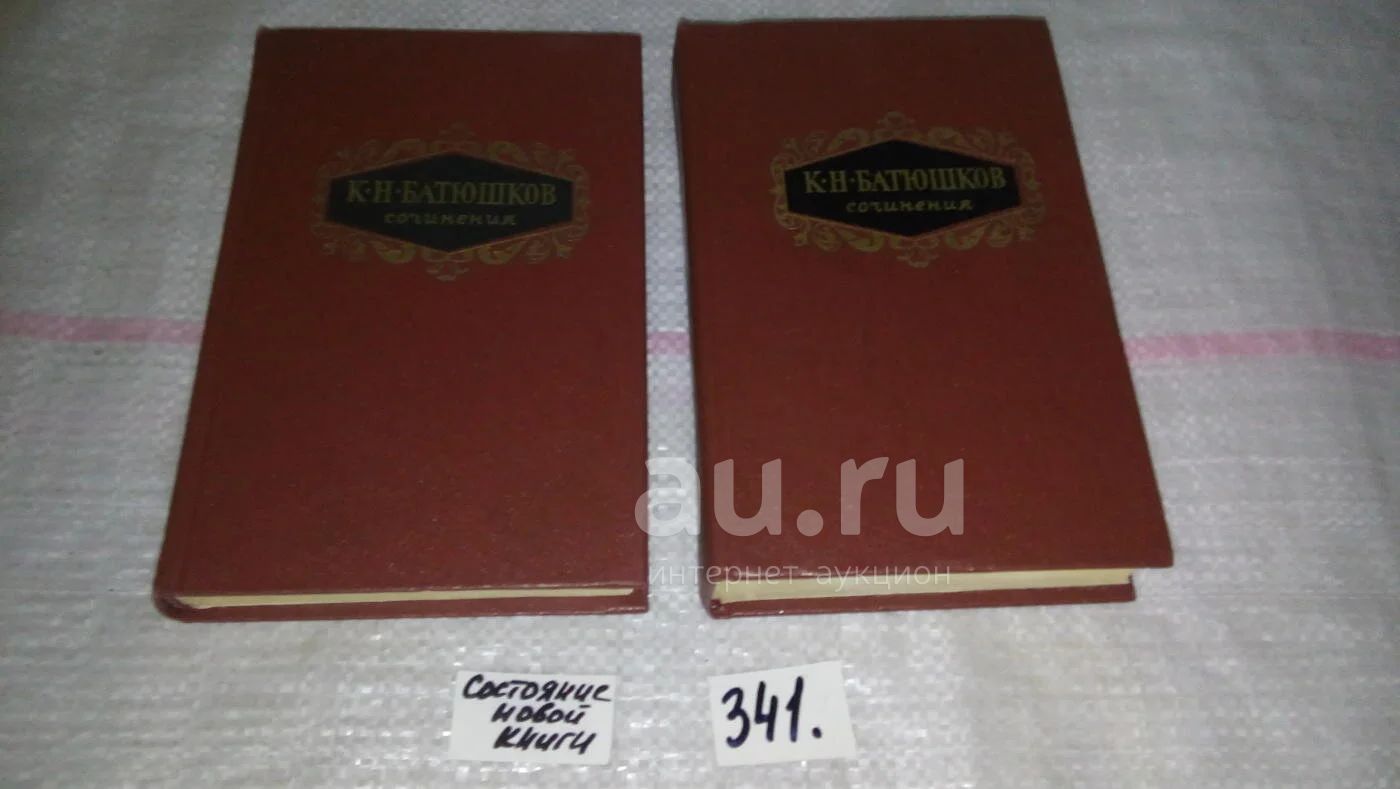 К·Н·БАТЮШКОВ
сочинения
К·Н·БАТЮШКОВ
сочинения
au.ru
интернет-аукцион
Состояние
новой
книги
341.